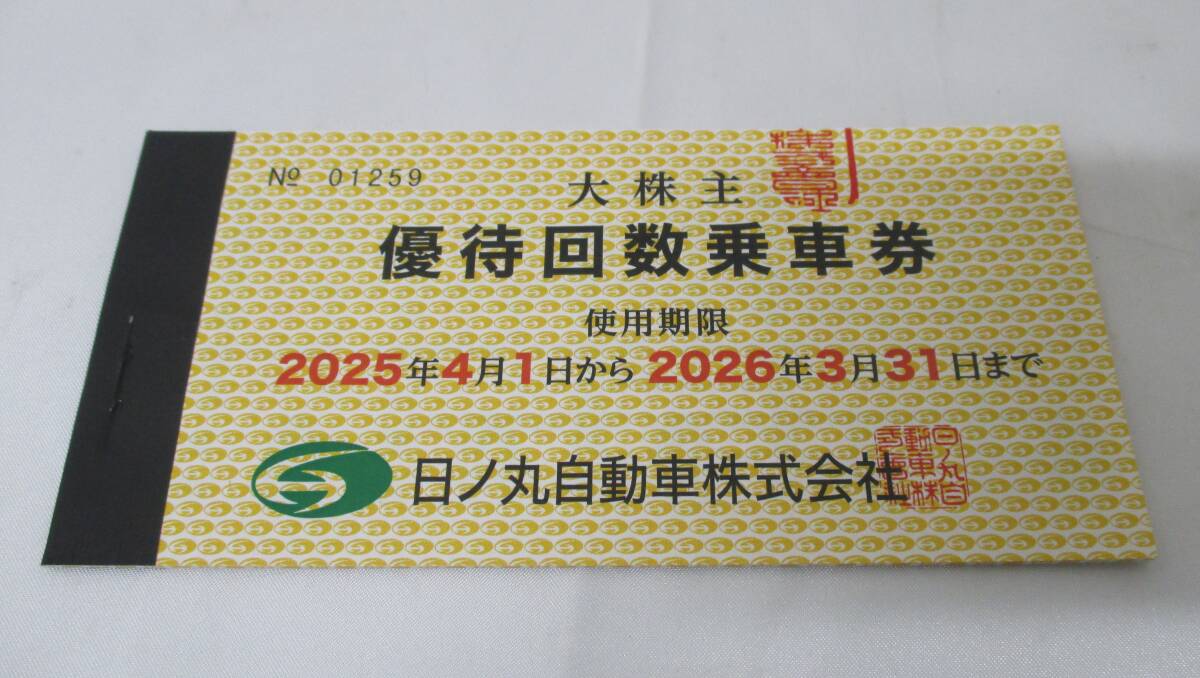 № 01259
大株主
優待回数乗車券
使用期限
2025年4月1日から 2026年3月31日まで
日ノ丸自動車株式会社